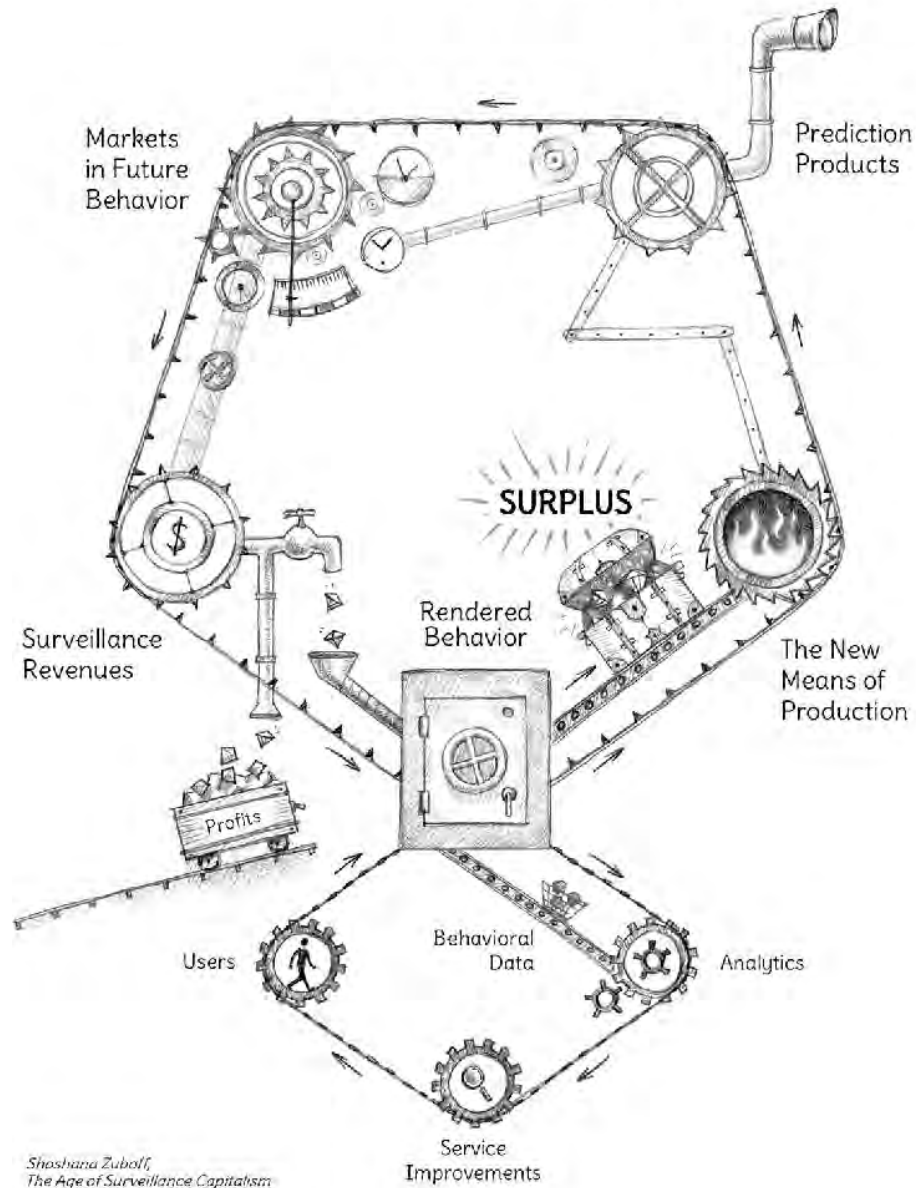 Markets
in Future
Behavior
Prediction
Products
SURPLUS
$
Rendered
Behavior
Surveillance
Revenues
The New
Means of
Production
Profits
Users
Behavioral
Data
Analytics
Service
Improvements
Shoshana Zuboff,
The Age of Surveillance Capitalism